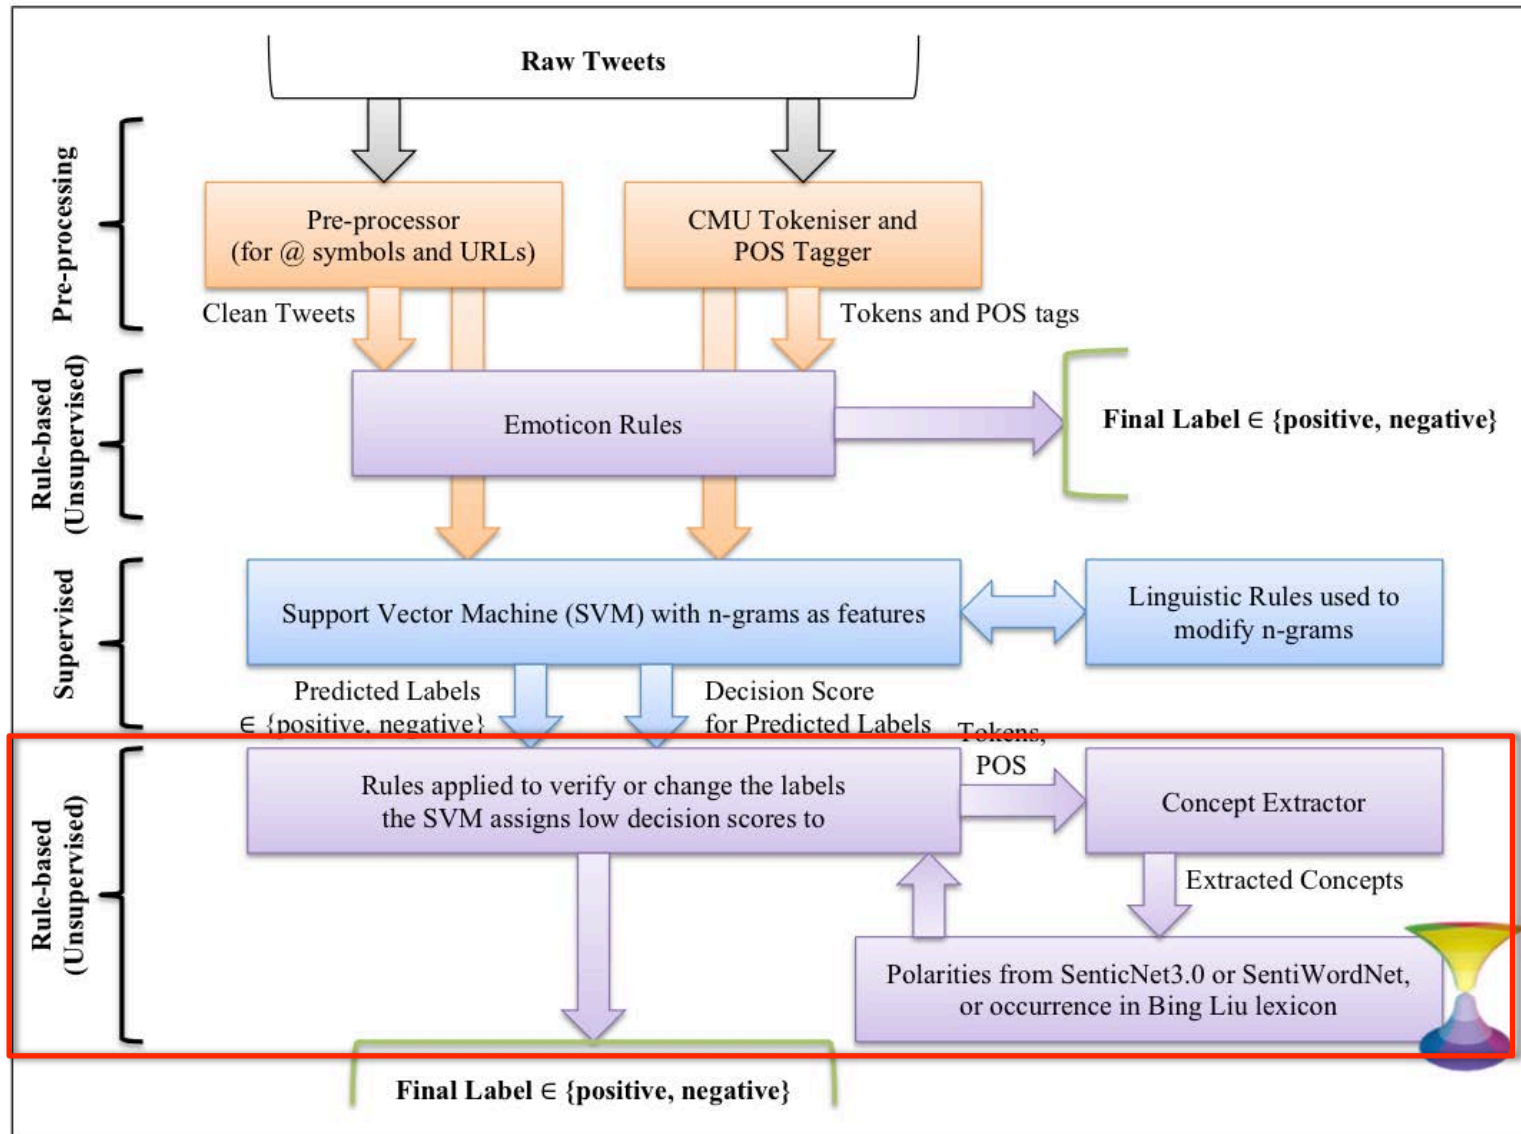 Raw Tweets
Pre-processing
Pre-processor
(for @ symbols and URLs)
CMU Tokeniser and
POS Tagger
Clean Tweets
Tokens and POS tags
Rule-based
(Unsupervised)
Emoticon Rules
Final Label ∈ {positive, negative}
Supervised
Support Vector Machine (SVM) with n-grams as features
Linguistic Rules used to
modify n-grams
Predicted Labels
∈ {positive, negative}
Decision Score
for Predicted Labels
Tokens,
POS
Rule-based
(Unsupervised)
Rules applied to verify or change the labels
the SVM assigns low decision scores to
Concept Extractor
Extracted Concepts
Polarities from SenticNet3.0 or SentiWordNet,
or occurrence in Bing Liu lexicon
Final Label ∈ {positive, negative}